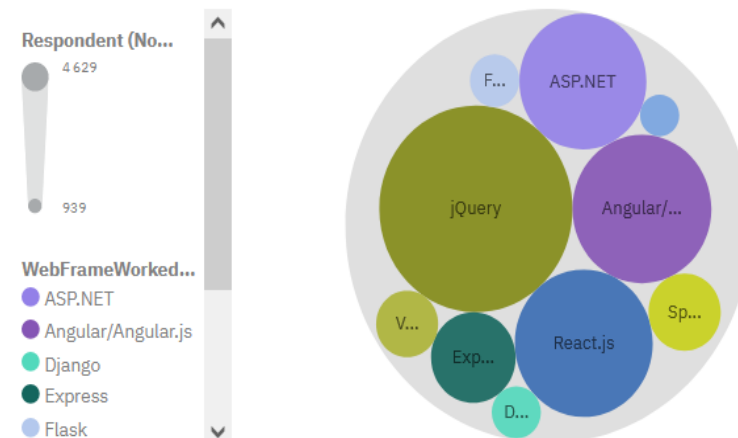 Respondent (No...
4 629
939
WebFrameWorked...
ASP.NET
Angular/Angular.js
Django
Express
Flask
F...
ASP.NET
jQuery
Angular/...
V...
Exp...
React.js
Sp...
D...